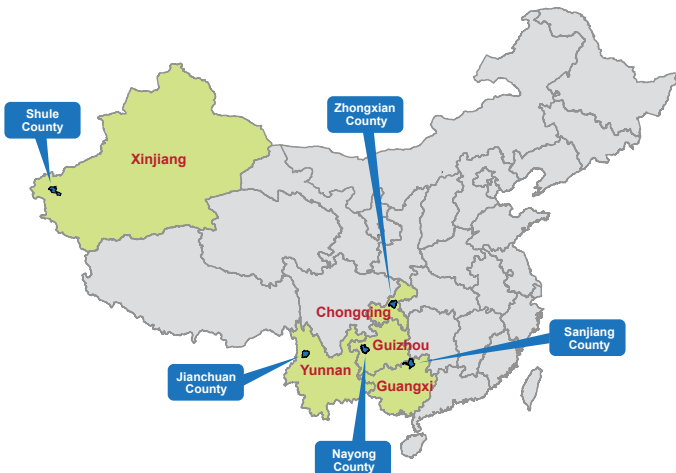 Shule
County
Zhongxian
County
Xinjiang
Chongqing
Sanjiang
County
Guizhou
Yunnan
Jianchuan
County
Guangxi
Nayong
County